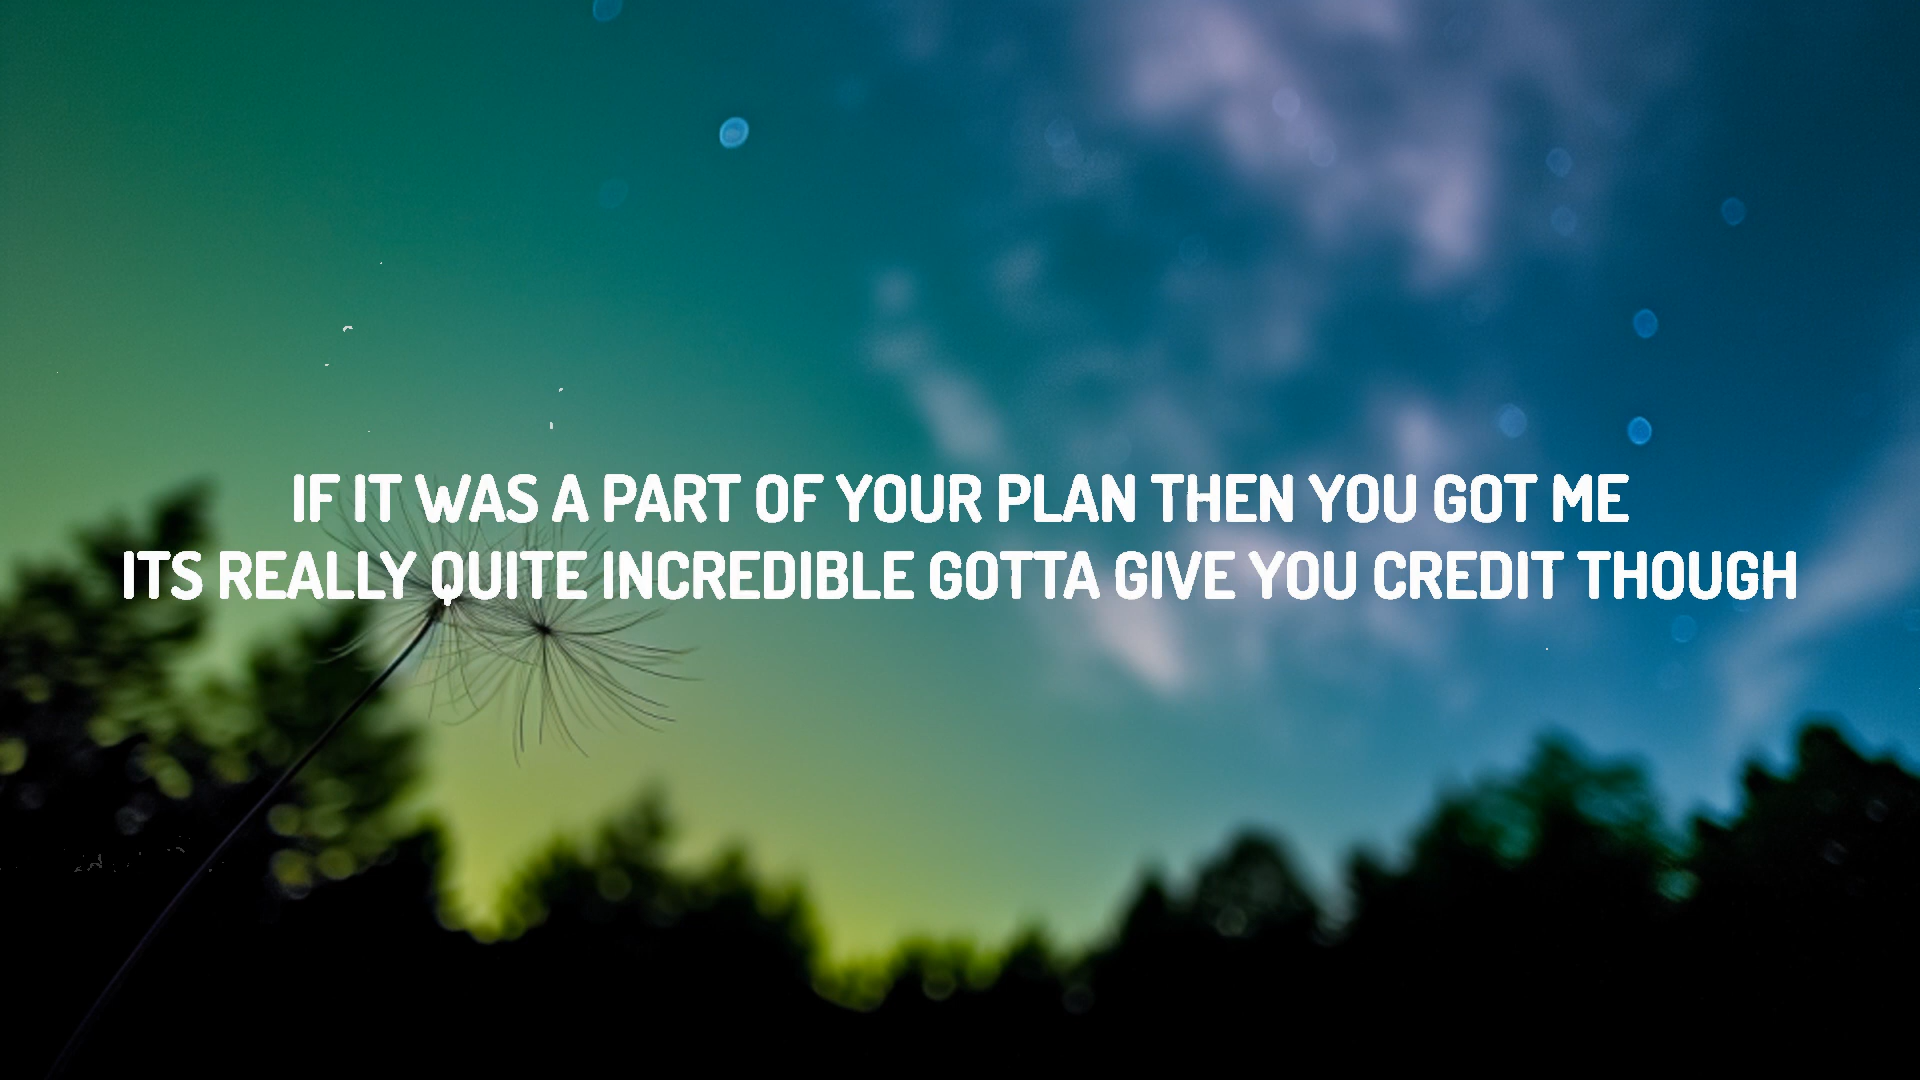 IF IT WAS A PART OF YOUR PLAN THEN YOU GOT ME
ITS REALLY QUITE INCREDIBLE GOTTA GIVE YOU CREDIT THOUGH